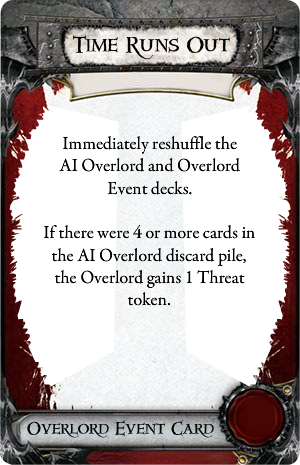 Time Runs Out
Immediately reshuffle the
AI Overlord and Overlord
Event decks.
If there were 4 or more cards in
the AI Overlord discard pile,
the Overlord gains 1 Threat
token.
Overlord Event Card